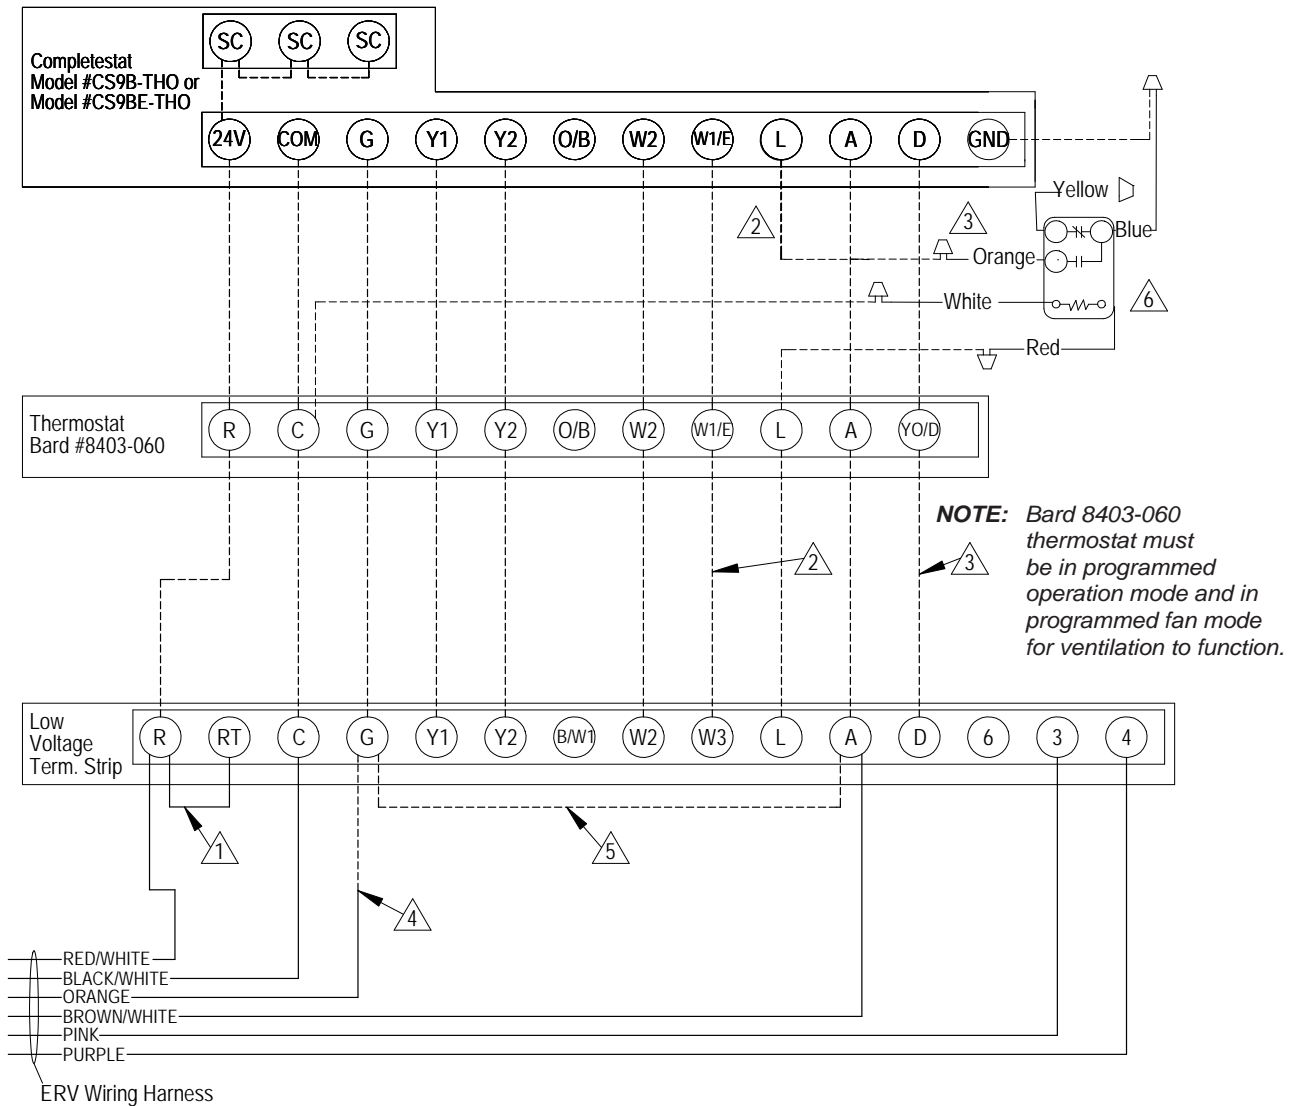 SC SC SC
Completestat
Model #CS9B-THO or
Model #CS9BE-THO
24V COM G Y1 Y2 O/B W2 W1/E L A D GND
Yellow
2 3
Blue
Orange
White
6
Red
Thermostat
Bard #8403-060
R C G Y1 Y2 O/B W2 W1/E L A YO/D
NOTE: Bard 8403-060
thermostat must
be in programmed
operation mode and in
programmed fan mode
for ventilation to function.
2 3
Low
Voltage
Term. Strip
R RT C G Y1 Y2 B/W1 W2 W3 L A D 6 3 4
1 5
4
RED/WHITE
BLACK/WHITE
ORANGE
BROWN/WHITE
PINK
PURPLE
ERV Wiring Harness